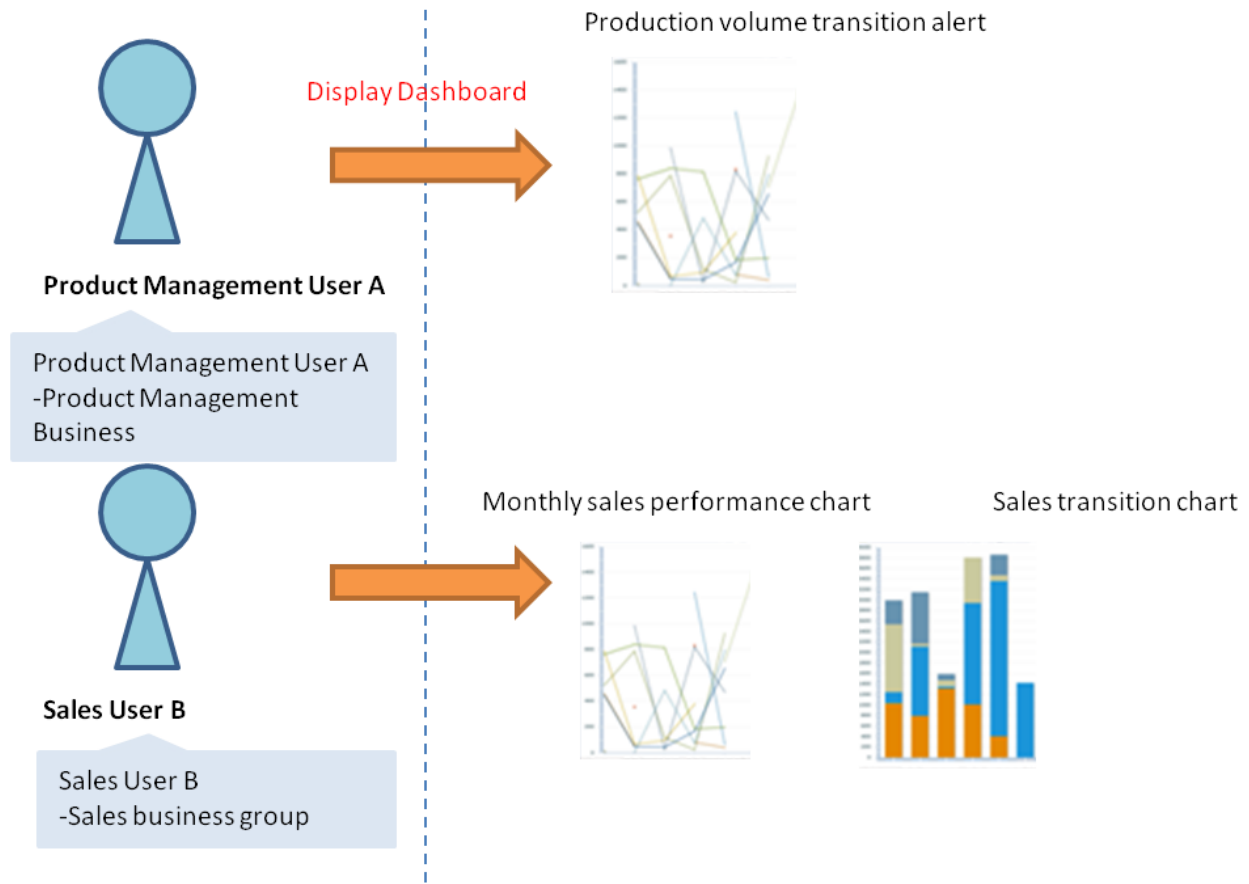 Production volume transition alert
Display Dashboard
Product Management User A
Product Management User A
-Product Management
Business
Monthly sales performance chart
Sales transition chart
Sales User B
Sales User B
-Sales business group